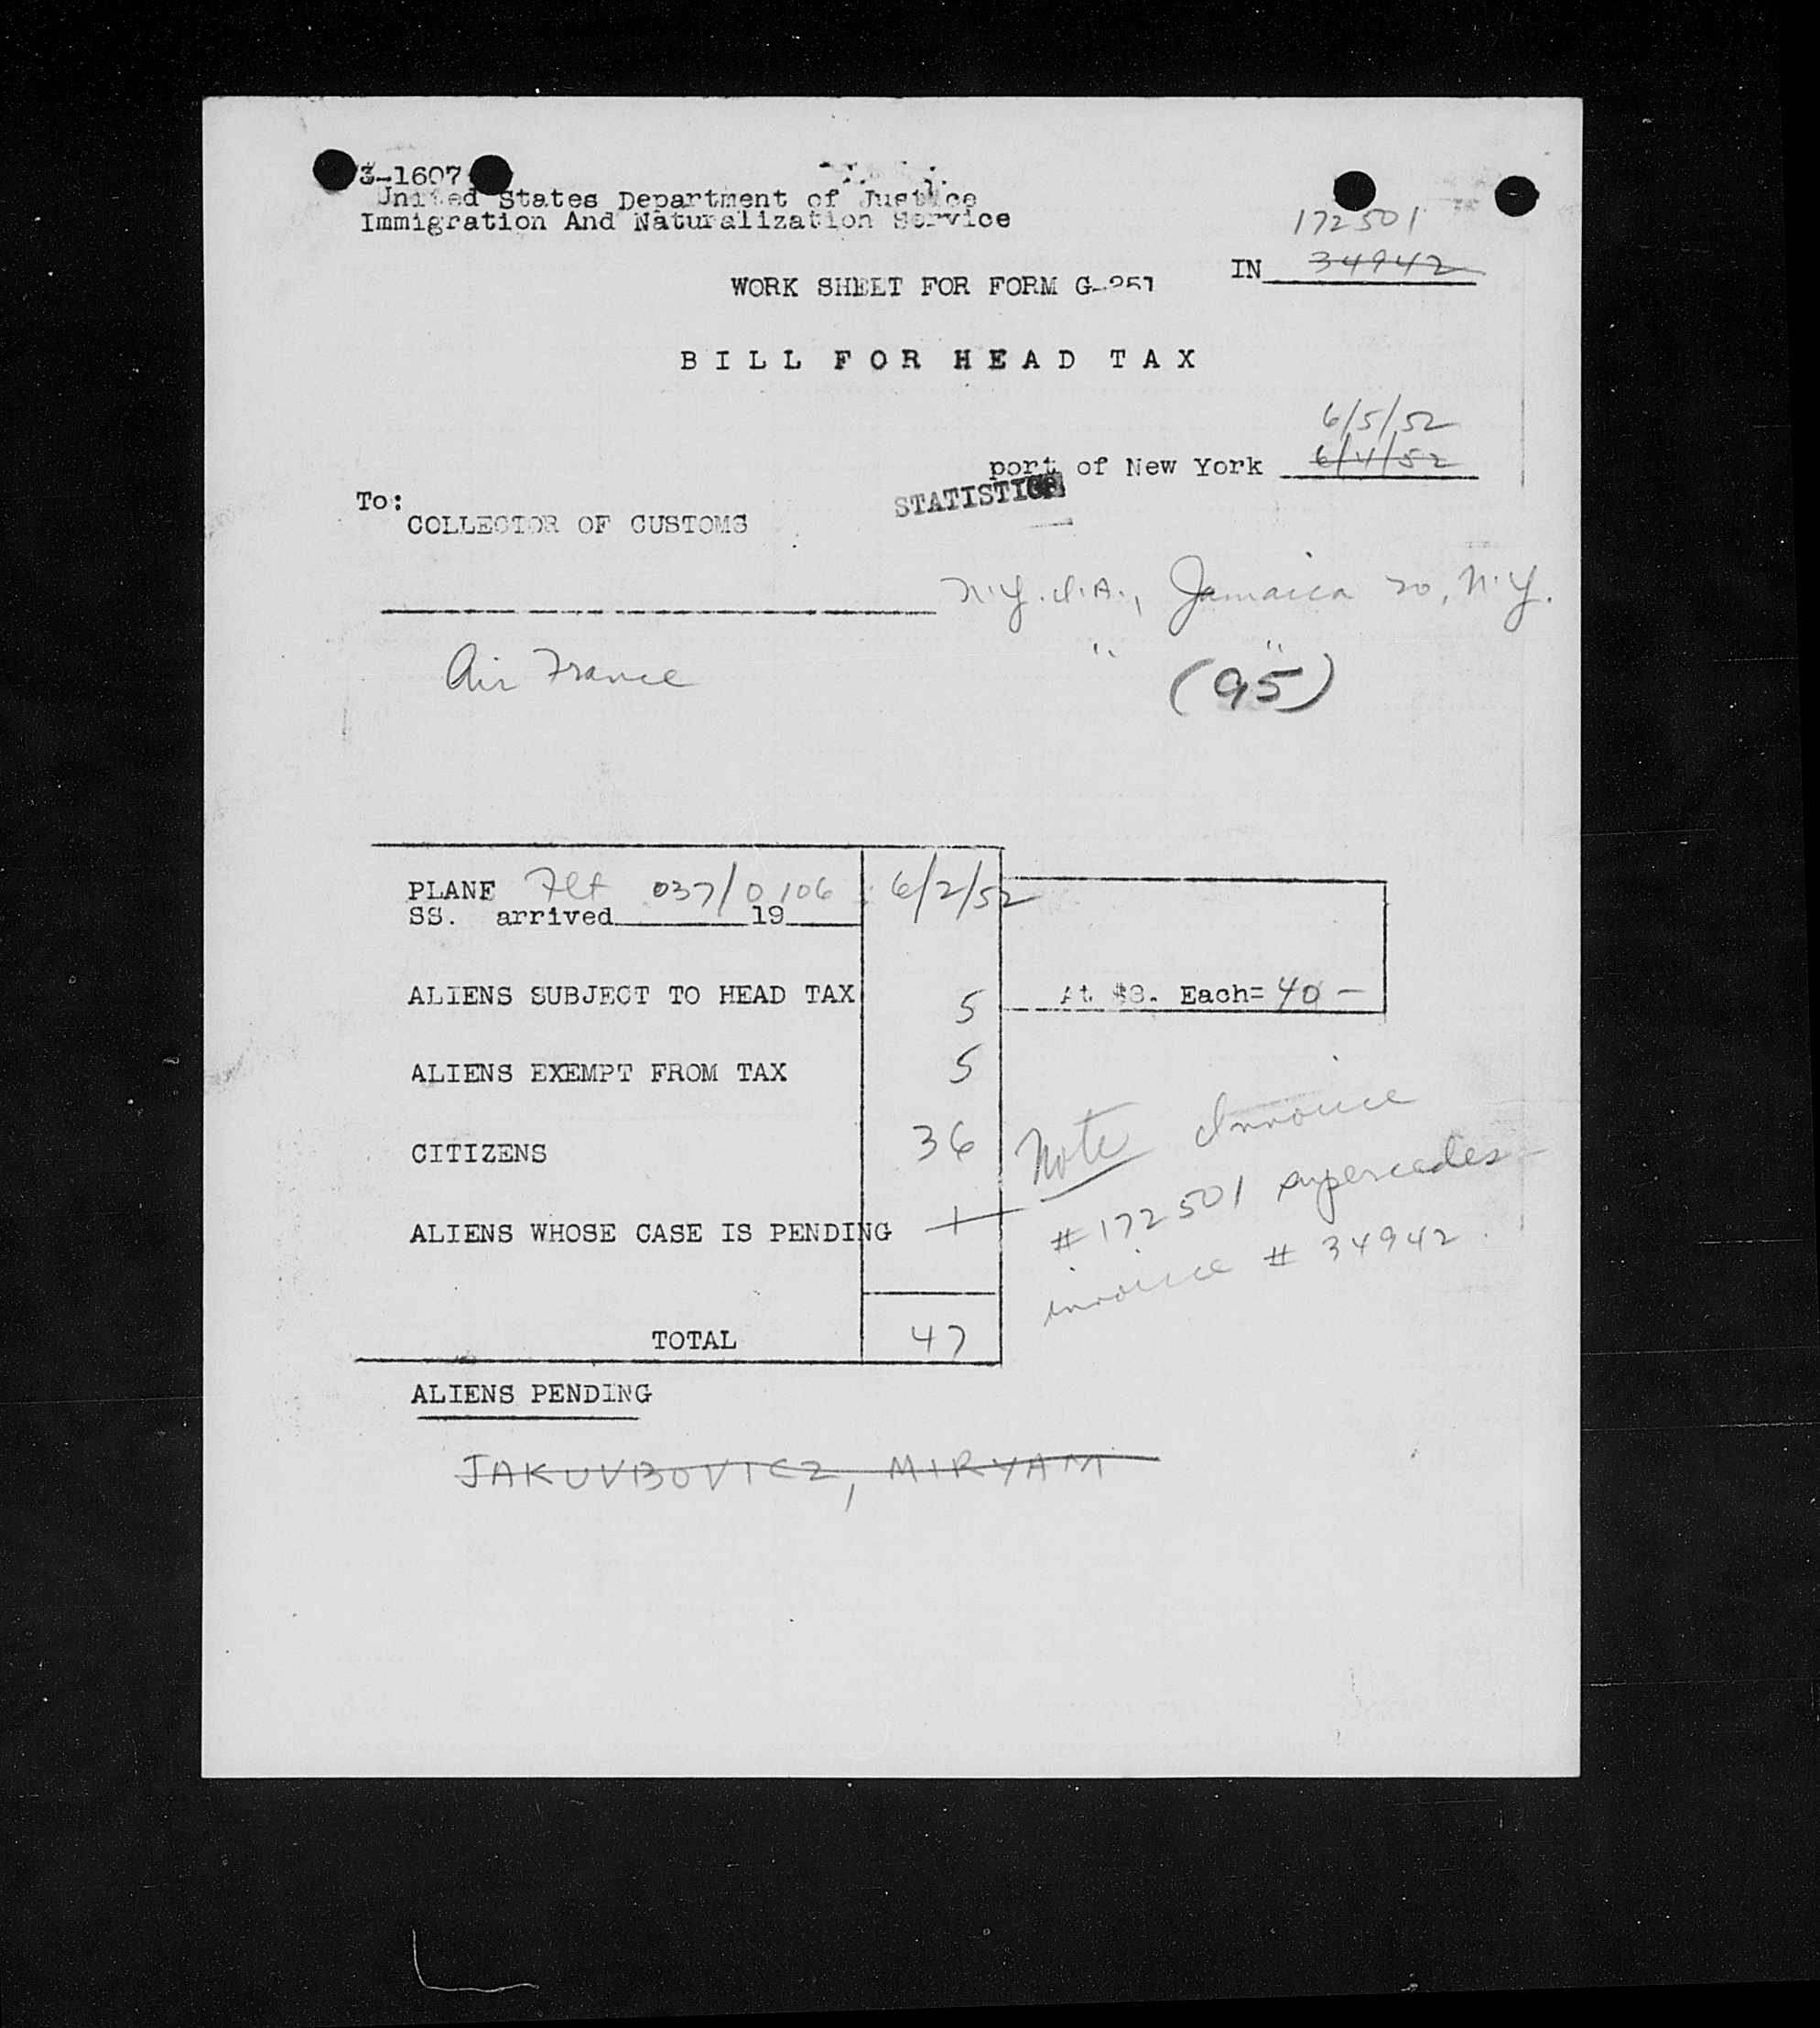 3-1607
United States Department of Justice
Immigration And Naturalization Service
172501
IN 34942
WORK SHEET FOR FORM G-251
BILL FOR HEAD TAX
6/5/52
port of New York 6/4/52
STATISTICS
To:
COLLECTOR OF CUSTOMS
N.Y.I.A., Jamaica 20, N.Y.
Air France " "
(95)
PLANE Flt 037/0106 6/2/52
SS. arrived 19
ALIENS SUBJECT TO HEAD TAX 5 At $8. Each= 40 -
ALIENS EXEMPT FROM TAX 5
CITIZENS 36
ALIENS WHOSE CASE IS PENDING 1
Note Invoice
#172501 supercedes
invoice # 34942.
TOTAL 47
ALIENS PENDING
JAKUVBOVICZ, MIRYAM